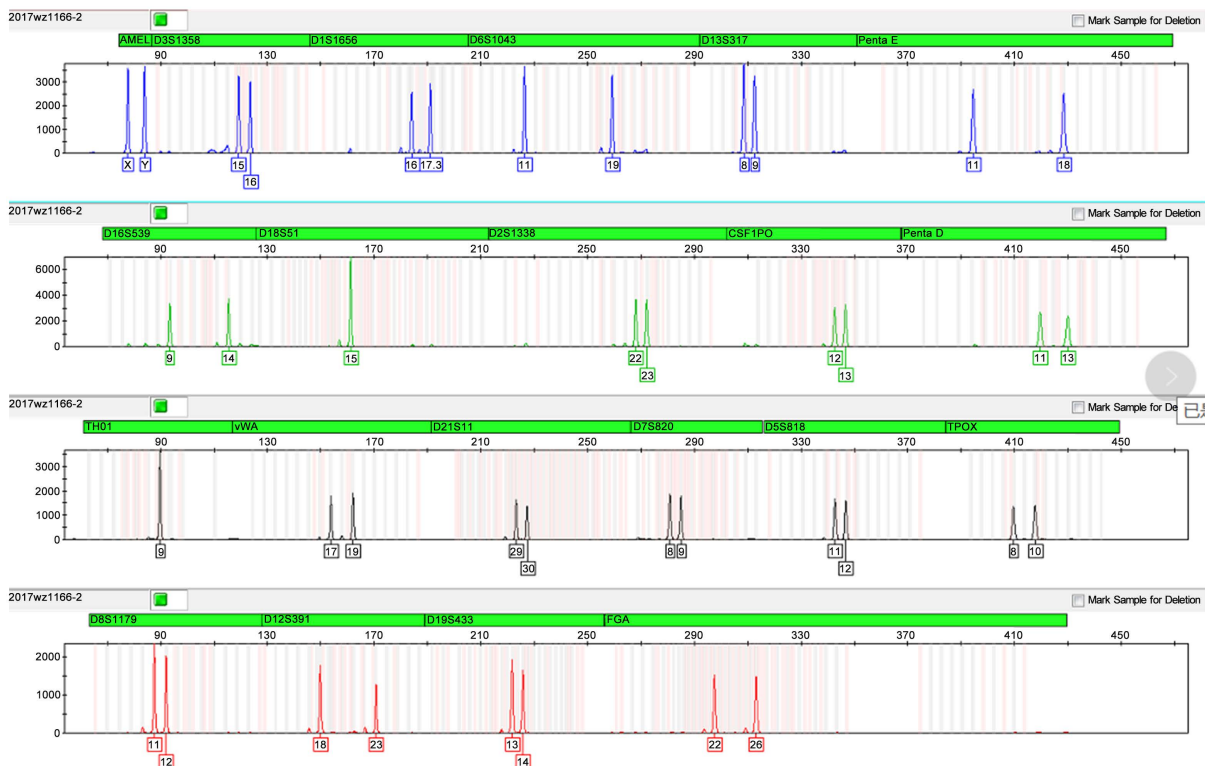 2017wz1166-2 Mark Sample for Deletion
AMEL D3S1358 D1S1656 D6S1043 D13S317 Penta E
90 130 170 210 250 290 330 370 410 450
3000
2000
1000
0
X Y 15 16 17.3 11 19 8 9 11 18
16
2017wz1166-2 Mark Sample for Deletion
D16S539 D18S51 D2S1338 CSF1PO Penta D
90 130 170 210 250 290 330 370 410 450
6000
4000
2000
0
9 14 15 22 12 11 13
23 13
2017wz1166-2 Mark Sample for De
已
TH01 vWA D21S11 D7S820 D5S818 TPOX
90 130 170 210 250 290 330 370 410 450
3000
2000
1000
0
9 17 19 29 8 9 11 8 10
30 12
2017wz1166-2 Mark Sample for Deletion
D8S1179 D12S391 D19S433 FGA
90 130 170 210 250 290 330 370 410 450
2000
1000
0
11 18 23 13 22 26
12 14